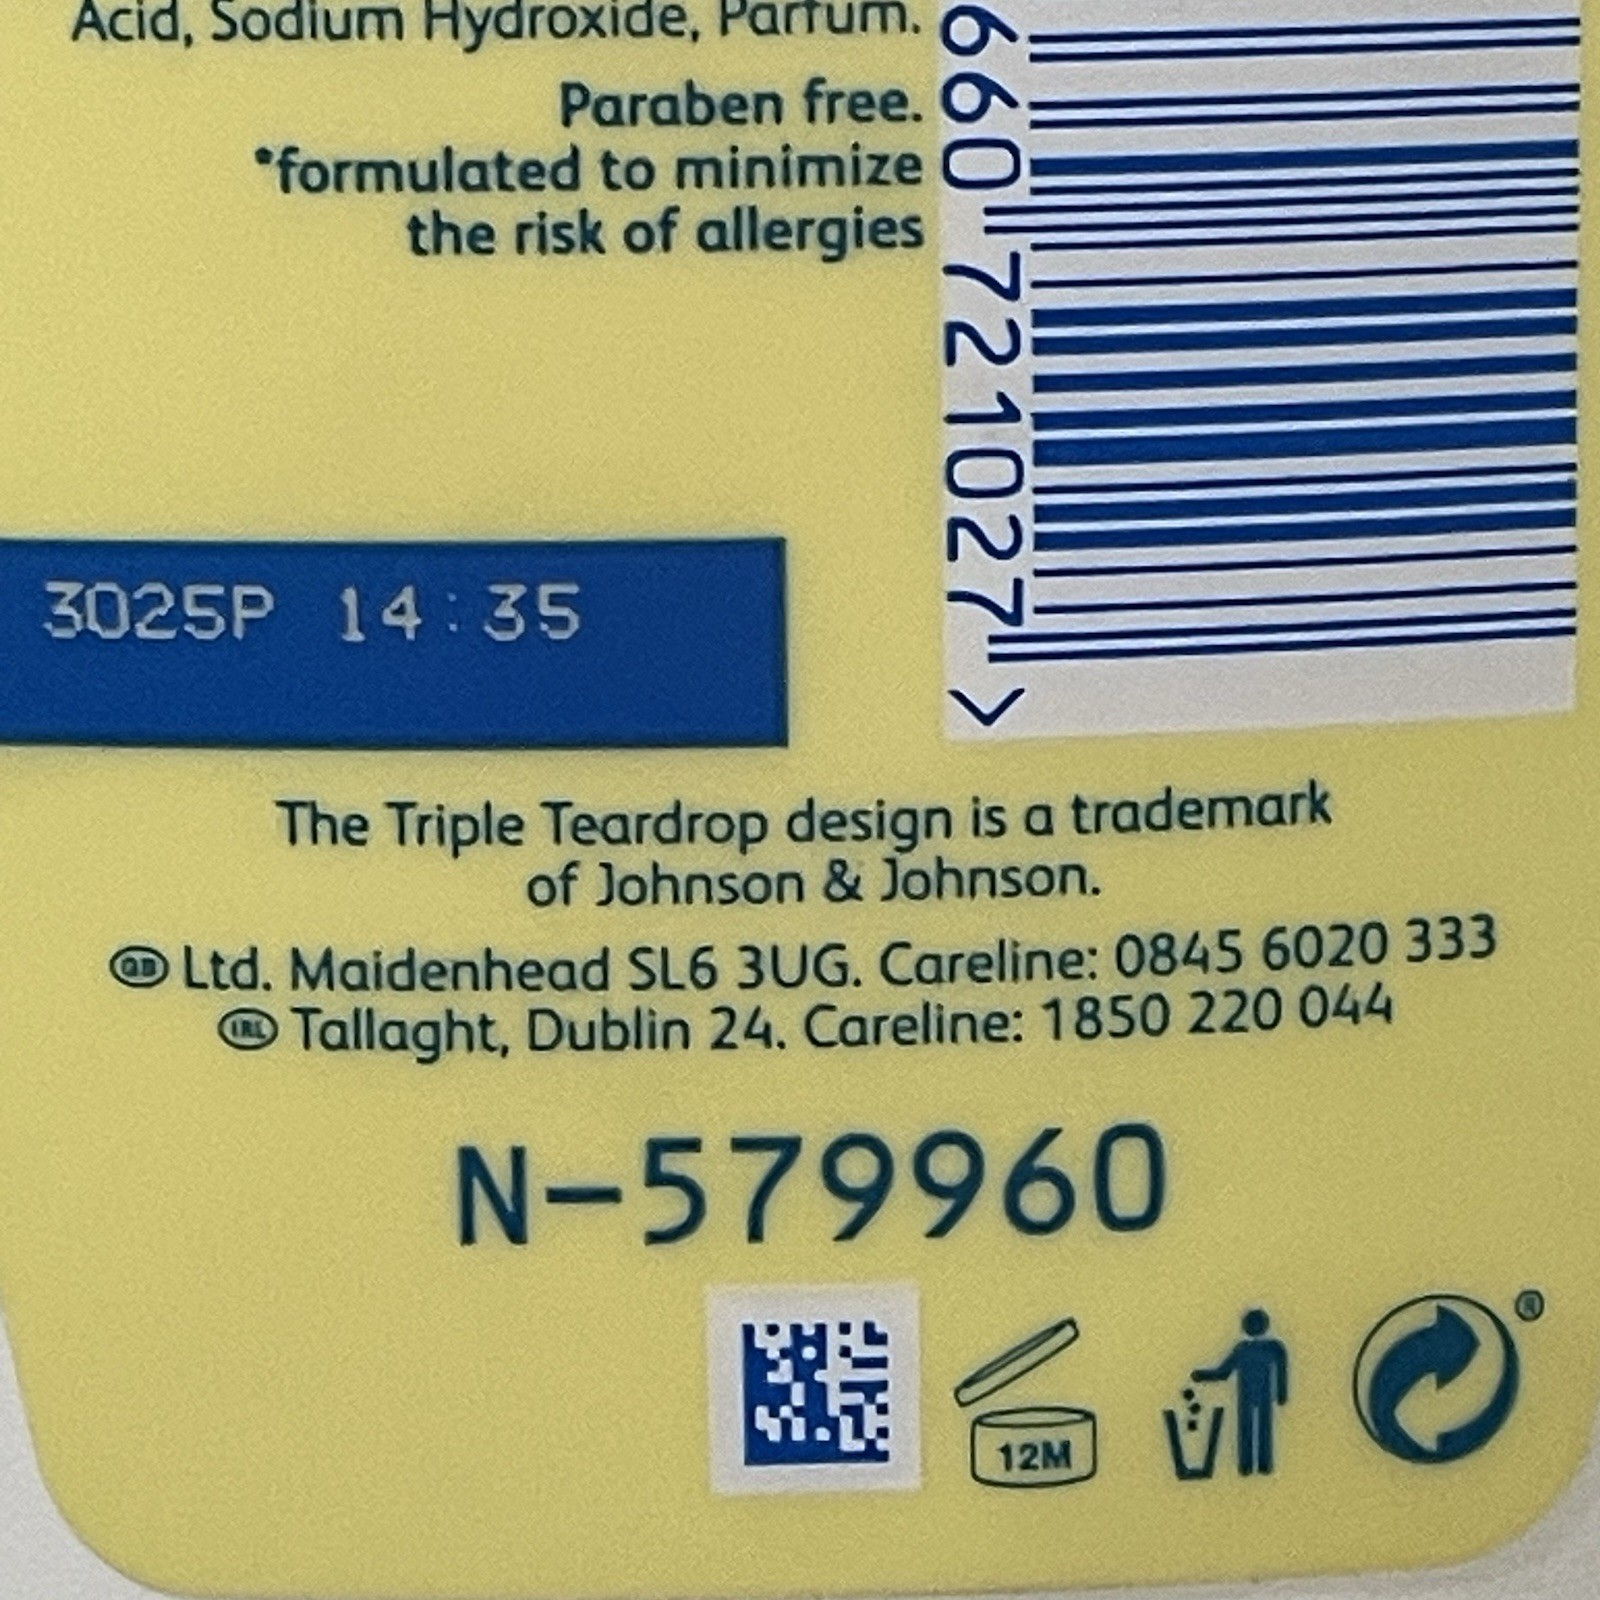 Acid, Sodium Hydroxide, Parfum.
Paraben free.
*formulated to minimize
the risk of allergies
660 721027 >
3025P 14:35
The Triple Teardrop design is a trademark
of Johnson & Johnson.
GB Ltd. Maidenhead SL6 3UG. Careline: 0845 6020 333
IRL Tallaght, Dublin 24. Careline: 1850 220 044
N-579960
12M
®